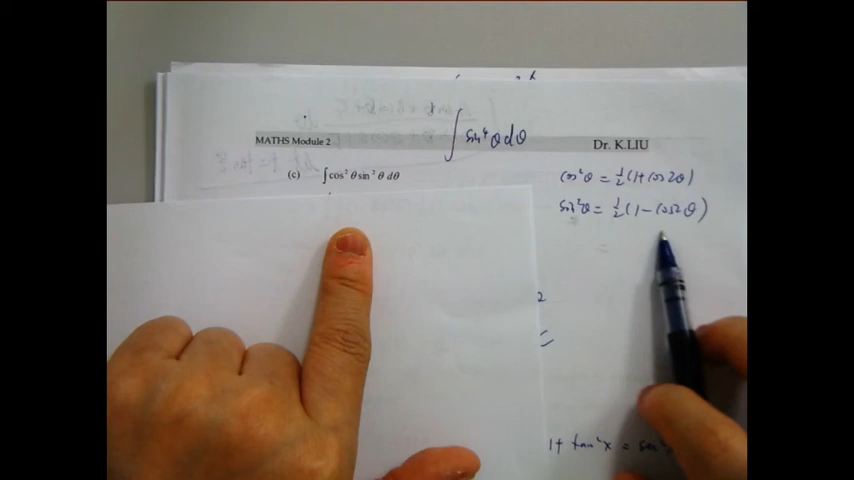 ∫ sin⁴θ dθ
MATHS Module 2 Dr. K.LIU
(c) ∫cos²θ sin²θ dθ
cos²θ = ½(1+cos2θ)
sin²θ = ½(1−cos2θ)
=
2
=
1+ tan²x = sec²